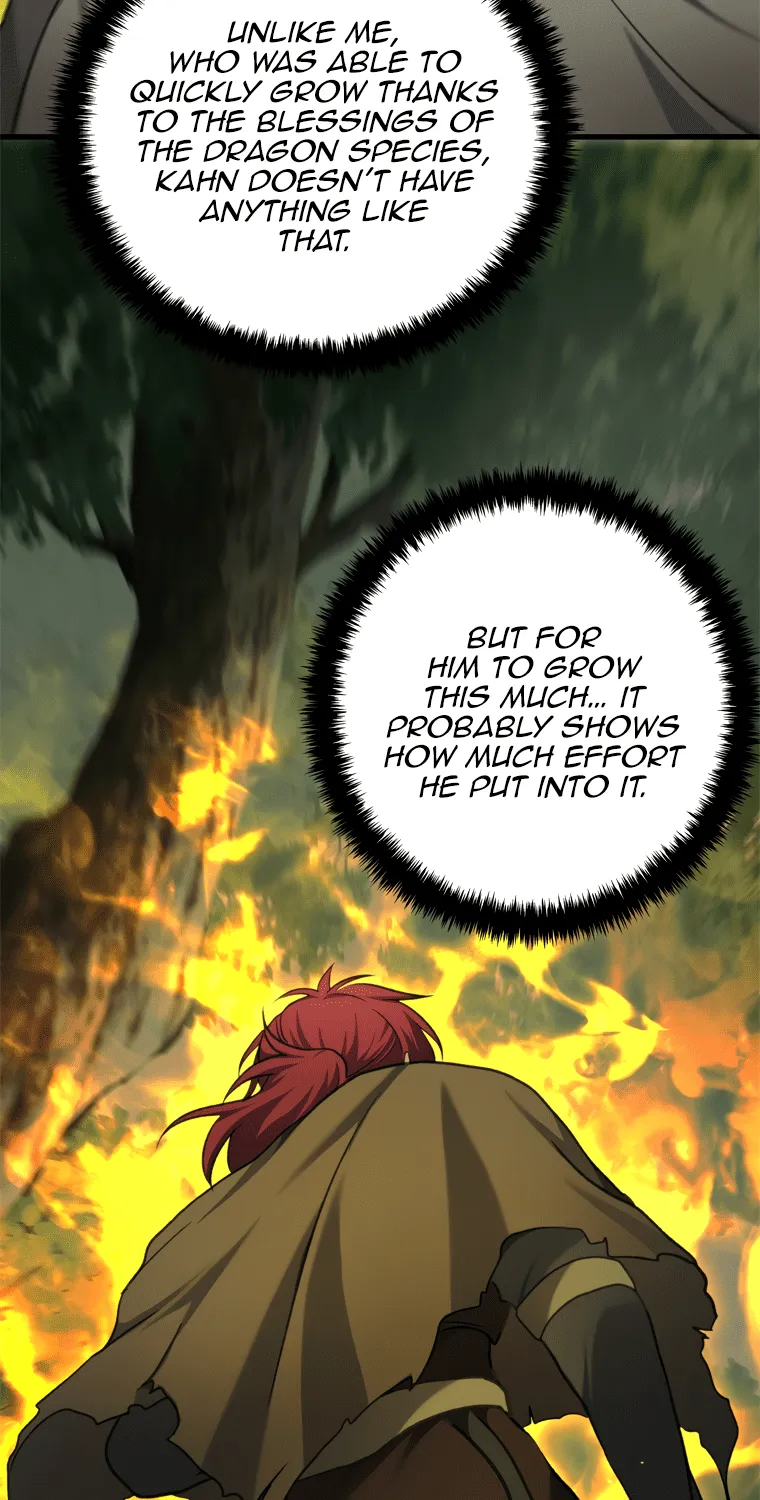 UNLIKE ME,
WHO WAS ABLE TO
QUICKLY GROW THANKS
TO THE BLESSINGS OF
THE DRAGON SPECIES,
KAHN DOESN'T HAVE
ANYTHING LIKE
THAT.
BUT FOR
HIM TO GROW
THIS MUCH... IT
PROBABLY SHOWS
HOW MUCH EFFORT
HE PUT INTO IT.